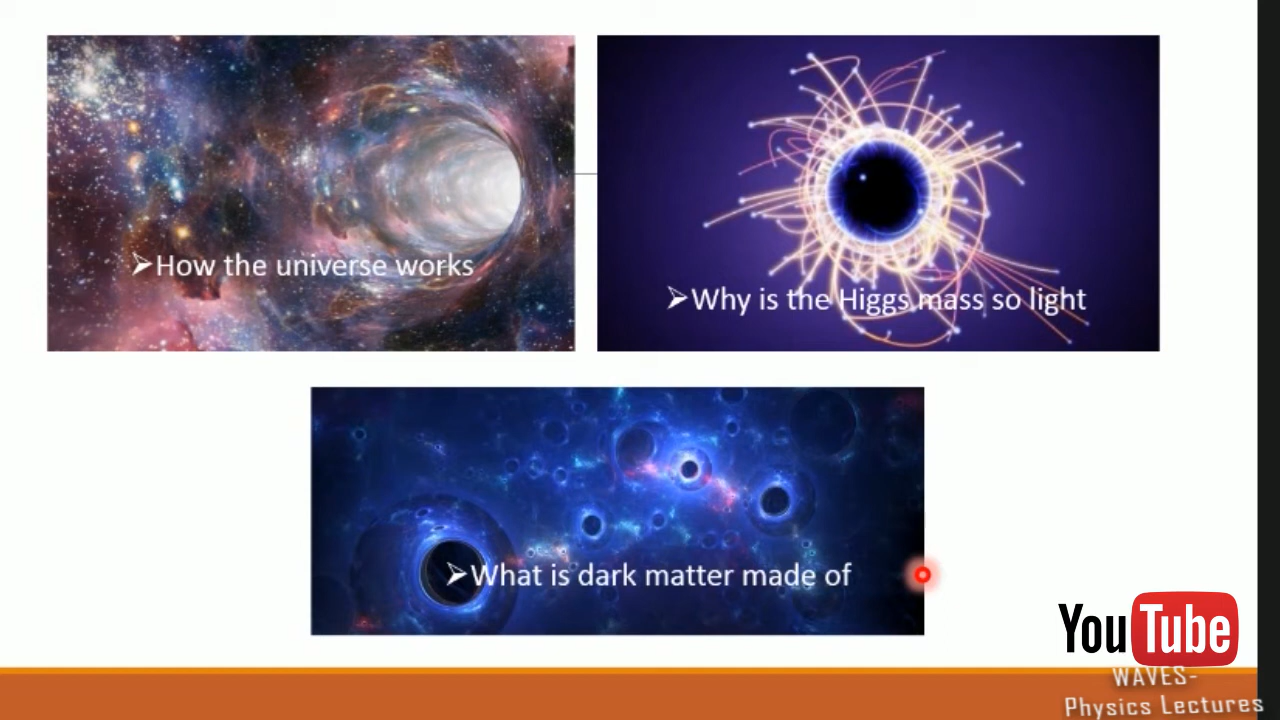 ➢How the universe works
➢Why is the Higgs mass so light
➢What is dark matter made of
YouTube
WAVES-
Physics Lectures